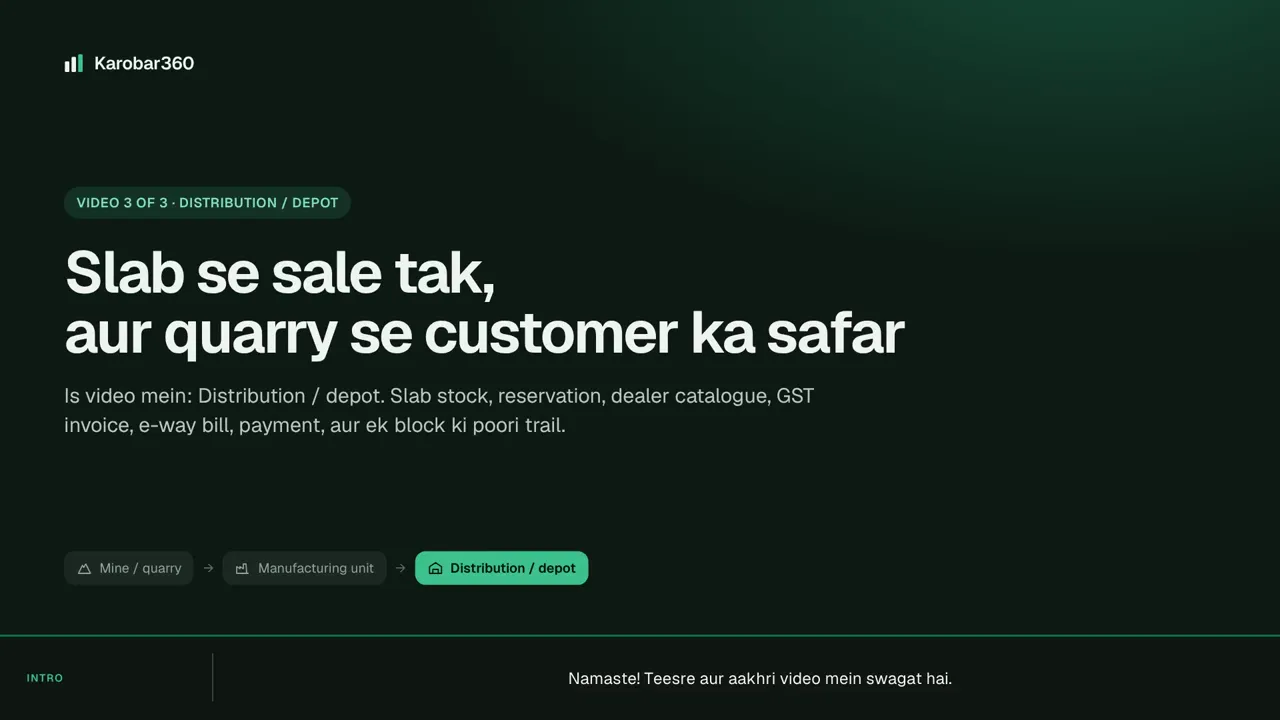 Karobar360
VIDEO 3 OF 3 · DISTRIBUTION / DEPOT
Slab se sale tak,
aur quarry se customer ka safar
Is video mein: Distribution / depot. Slab stock, reservation, dealer catalogue, GST
invoice, e-way bill, payment, aur ek block ki poori trail.
Mine / quarry → Manufacturing unit → Distribution / depot
INTRO
Namaste! Teesre aur aakhri video mein swagat hai.